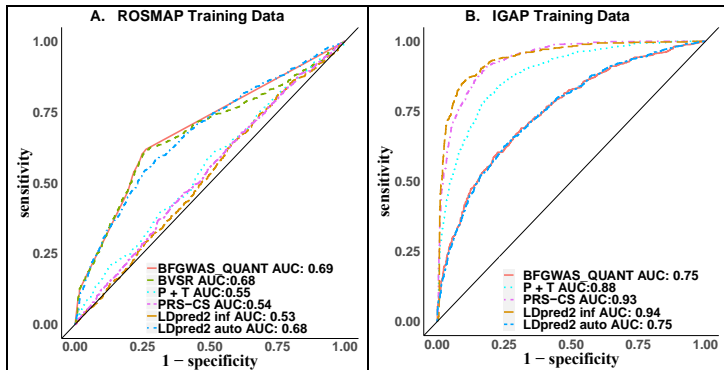 A. ROSMAP Training Data
1.00
0.75
0.50
0.25
0.00
sensitivity
BFGWAS_QUANT AUC: 0.69
BVSR AUC:0.68
P + T AUC:0.55
PRS-CS AUC:0.54
LDpred2 inf AUC: 0.53
LDpred2 auto AUC: 0.68
0.00 0.25 0.50 0.75 1.00
1 − specificity
B. IGAP Training Data
1.00
0.75
0.50
0.25
0.00
sensitivity
BFGWAS_QUANT AUC: 0.75
P + T AUC:0.88
PRS-CS AUC:0.93
LDpred2 inf AUC: 0.94
LDpred2 auto AUC: 0.75
0.00 0.25 0.50 0.75 1.00
1 − specificity